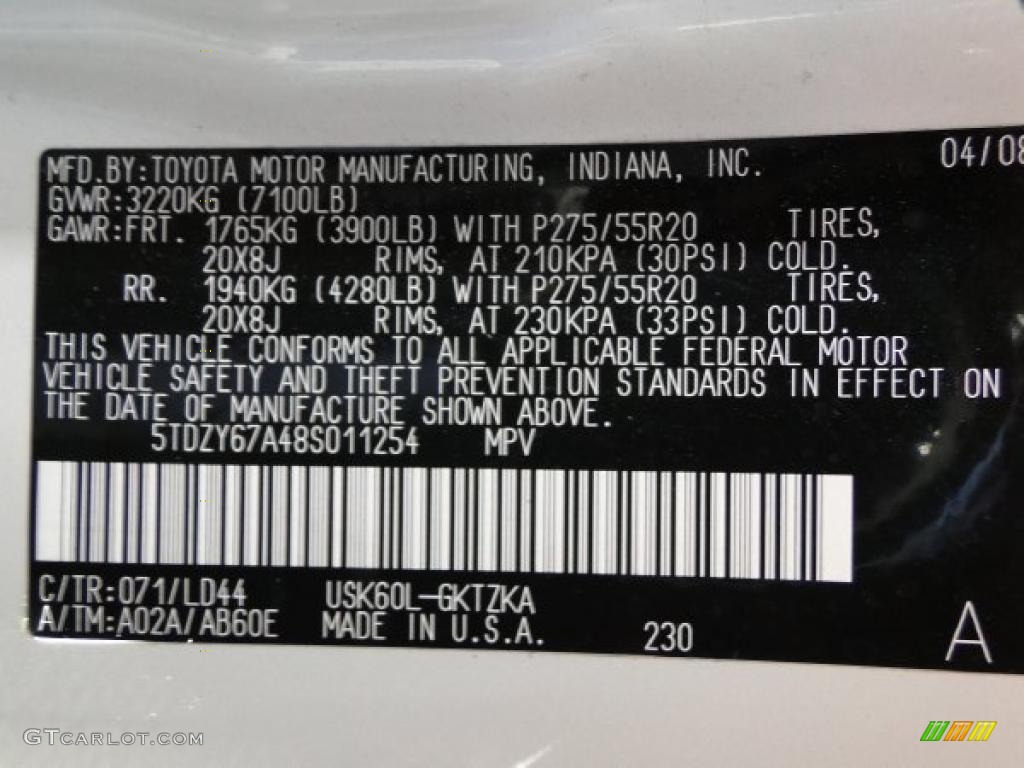 MFD.BY:TOYOTA MOTOR MANUFACTURING, INDIANA, INC. 04/08
GVWR:3220KG (7100LB)
GAWR:FRT. 1765KG (3900LB) WITH P275/55R20 TIRES,
20X8J RIMS, AT 210KPA (30PSI) COLD.
RR. 1940KG (4280LB) WITH P275/55R20 TIRES,
20X8J RIMS, AT 230KPA (33PSI) COLD.
THIS VEHICLE CONFORMS TO ALL APPLICABLE FEDERAL MOTOR
VEHICLE SAFETY AND THEFT PREVENTION STANDARDS IN EFFECT ON
THE DATE OF MANUFACTURE SHOWN ABOVE.
5TDZY67A48S011254 MPV
C/TR:071/LD44 USK60L-GKTZKA
A/TM:A02A/AB60E MADE IN U.S.A. 230 A
GTCARLOT.COM